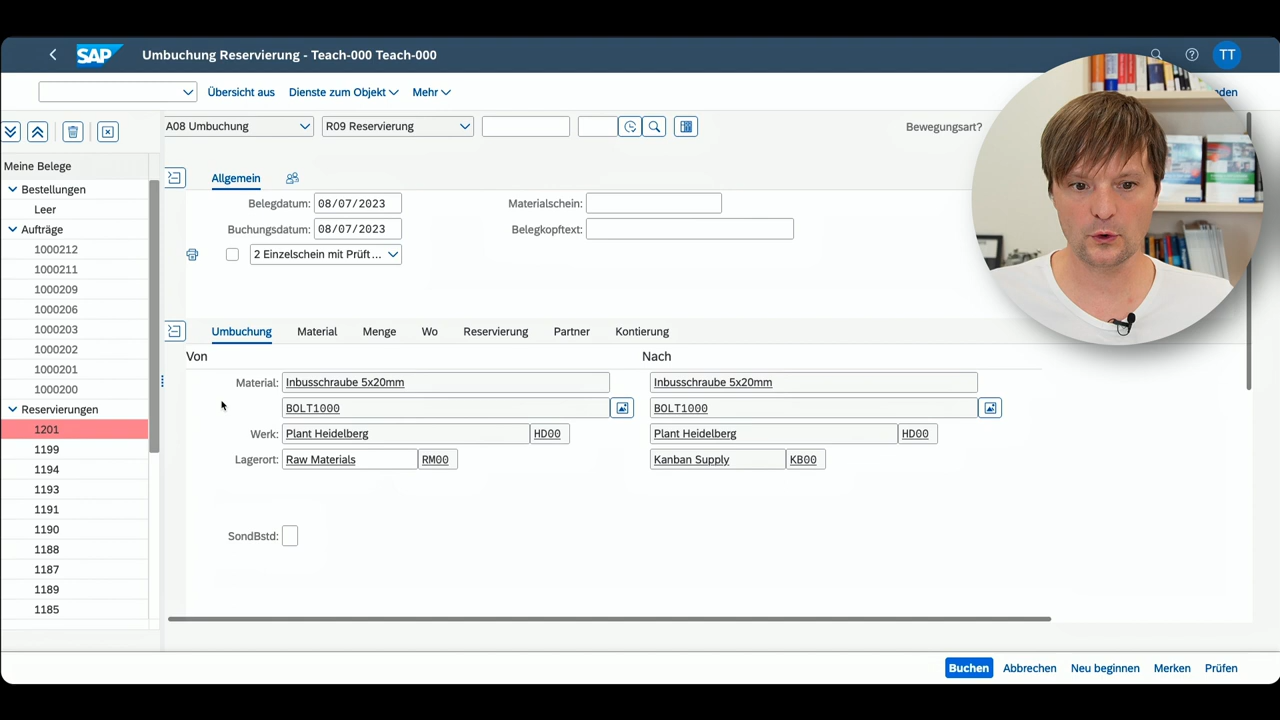 SAP Umbuchung Reservierung - Teach-000 Teach-000 TT
Übersicht aus Dienste zum Objekt Mehr
A08 Umbuchung R09 Reservierung Bewegungsart?
Meine Belege
Bestellungen
Leer
Aufträge
1000212
1000211
1000209
1000206
1000203
1000202
1000201
1000200
Reservierungen
1201
1199
1194
1193
1191
1190
1188
1187
1189
1185
Allgemein
Belegdatum: 08/07/2023 Materialschein:
Buchungsdatum: 08/07/2023 Belegkopftext:
2 Einzelschein mit Prüft...
Umbuchung Material Menge Wo Reservierung Partner Kontierung
Von Nach
Material: Inbusschraube 5x20mm Inbusschraube 5x20mm
BOLT1000 BOLT1000
Werk: Plant Heidelberg HD00 Plant Heidelberg HD00
Lagerort: Raw Materials RM00 Kanban Supply KB00
SondBstd:
Buchen Abbrechen Neu beginnen Merken Prüfen